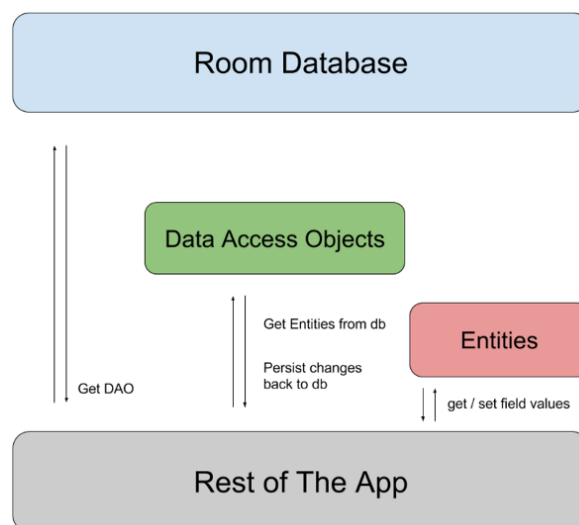 Room Database
Data Access Objects
Get Entities from db
Entities
Persist changes
back to db
Get DAO
get / set field values
Rest of The App